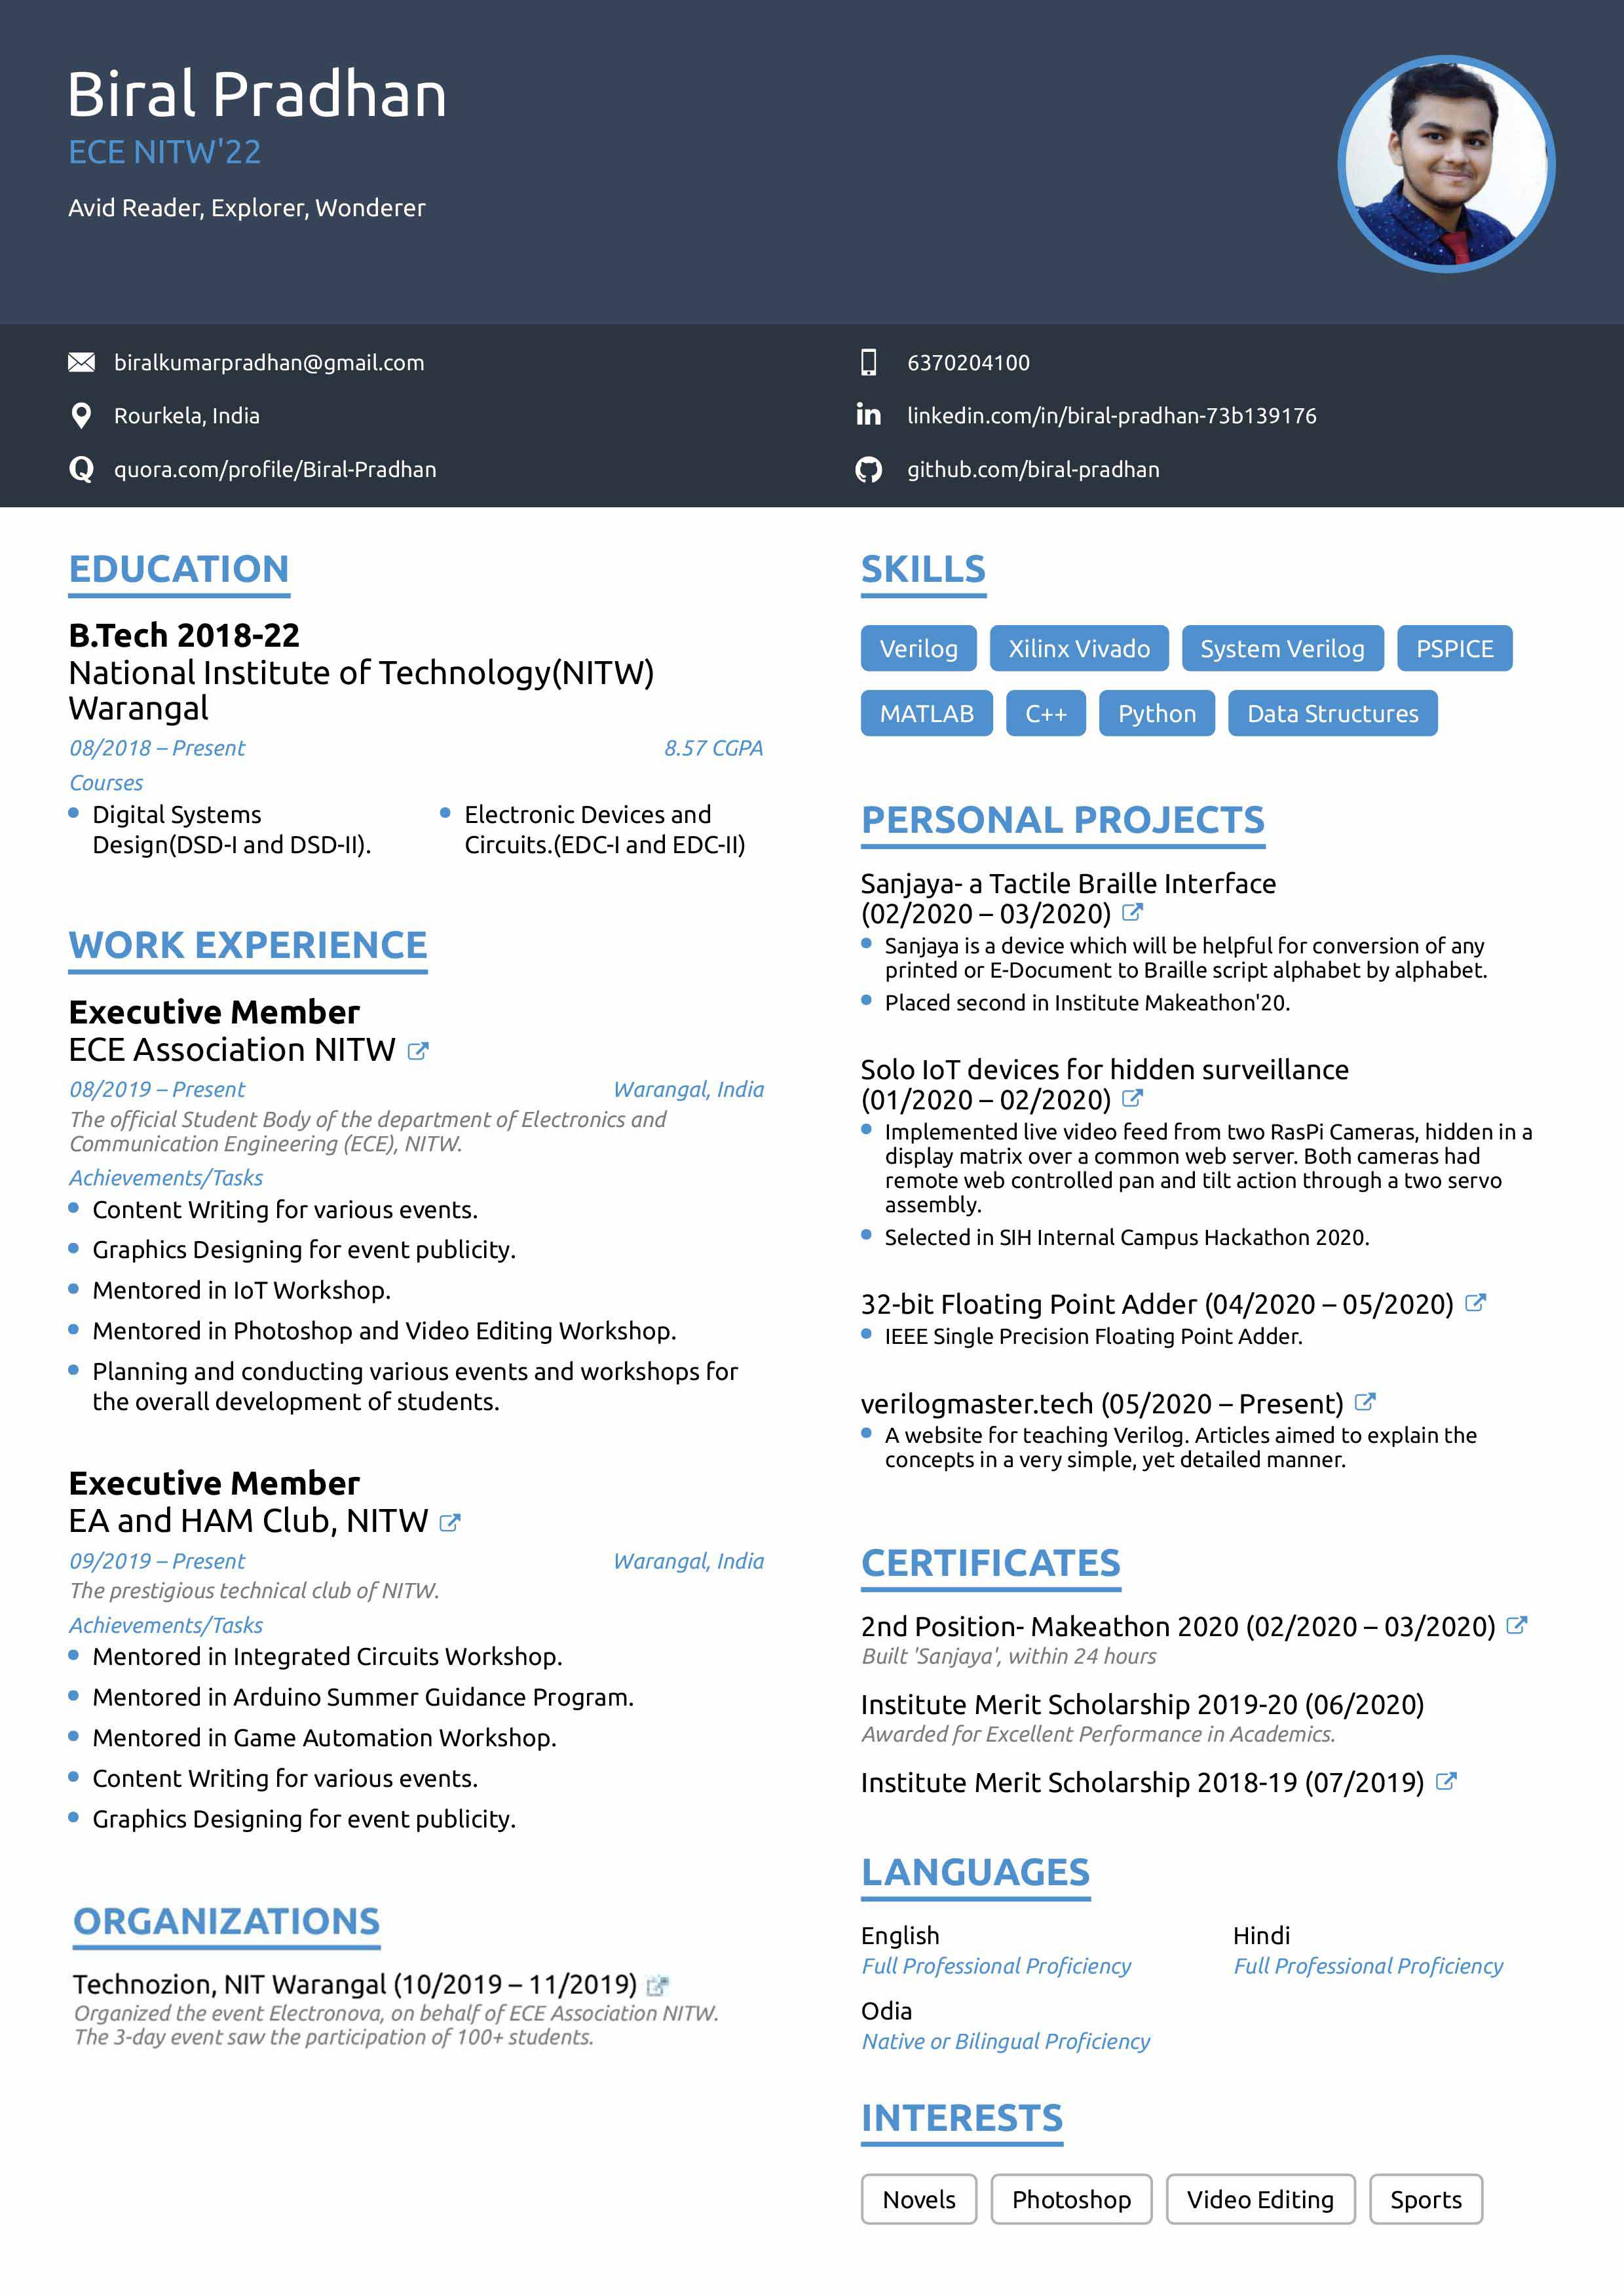 Biral Pradhan
ECE NITW'22
Avid Reader, Explorer, Wonderer
biralkumarpradhan@gmail.com
6370204100
Rourkela, India
linkedin.com/in/biral-pradhan-73b139176
quora.com/profile/Biral-Pradhan
github.com/biral-pradhan
EDUCATION
B.Tech 2018-22
National Institute of Technology(NITW)
Warangal
08/2018 – Present
8.57 CGPA
Courses
Digital Systems
Design(DSD-I and DSD-II).
Electronic Devices and
Circuits.(EDC-I and EDC-II)
WORK EXPERIENCE
Executive Member
ECE Association NITW
08/2019 – Present
Warangal, India
The official Student Body of the department of Electronics and
Communication Engineering (ECE), NITW.
Achievements/Tasks
Content Writing for various events.
Graphics Designing for event publicity.
Mentored in IoT Workshop.
Mentored in Photoshop and Video Editing Workshop.
Planning and conducting various events and workshops for
the overall development of students.
Executive Member
EA and HAM Club, NITW
09/2019 – Present
Warangal, India
The prestigious technical club of NITW.
Achievements/Tasks
Mentored in Integrated Circuits Workshop.
Mentored in Arduino Summer Guidance Program.
Mentored in Game Automation Workshop.
Content Writing for various events.
Graphics Designing for event publicity.
ORGANIZATIONS
Technozion, NIT Warangal (10/2019 – 11/2019)
Organized the event Electronova, on behalf of ECE Association NITW.
The 3-day event saw the participation of 100+ students.
SKILLS
Verilog
Xilinx Vivado
System Verilog
PSPICE
MATLAB
C++
Python
Data Structures
PERSONAL PROJECTS
Sanjaya- a Tactile Braille Interface
(02/2020 – 03/2020)
Sanjaya is a device which will be helpful for conversion of any
printed or E-Document to Braille script alphabet by alphabet.
Placed second in Institute Makeathon'20.
Solo IoT devices for hidden surveillance
(01/2020 – 02/2020)
Implemented live video feed from two RasPi Cameras, hidden in a
display matrix over a common web server. Both cameras had
remote web controlled pan and tilt action through a two servo
assembly.
Selected in SIH Internal Campus Hackathon 2020.
32-bit Floating Point Adder (04/2020 – 05/2020)
IEEE Single Precision Floating Point Adder.
verilogmaster.tech (05/2020 – Present)
A website for teaching Verilog. Articles aimed to explain the
concepts in a very simple, yet detailed manner.
CERTIFICATES
2nd Position- Makeathon 2020 (02/2020 – 03/2020)
Built 'Sanjaya', within 24 hours
Institute Merit Scholarship 2019-20 (06/2020)
Awarded for Excellent Performance in Academics.
Institute Merit Scholarship 2018-19 (07/2019)
LANGUAGES
English
Full Professional Proficiency
Hindi
Full Professional Proficiency
Odia
Native or Bilingual Proficiency
INTERESTS
Novels
Photoshop
Video Editing
Sports